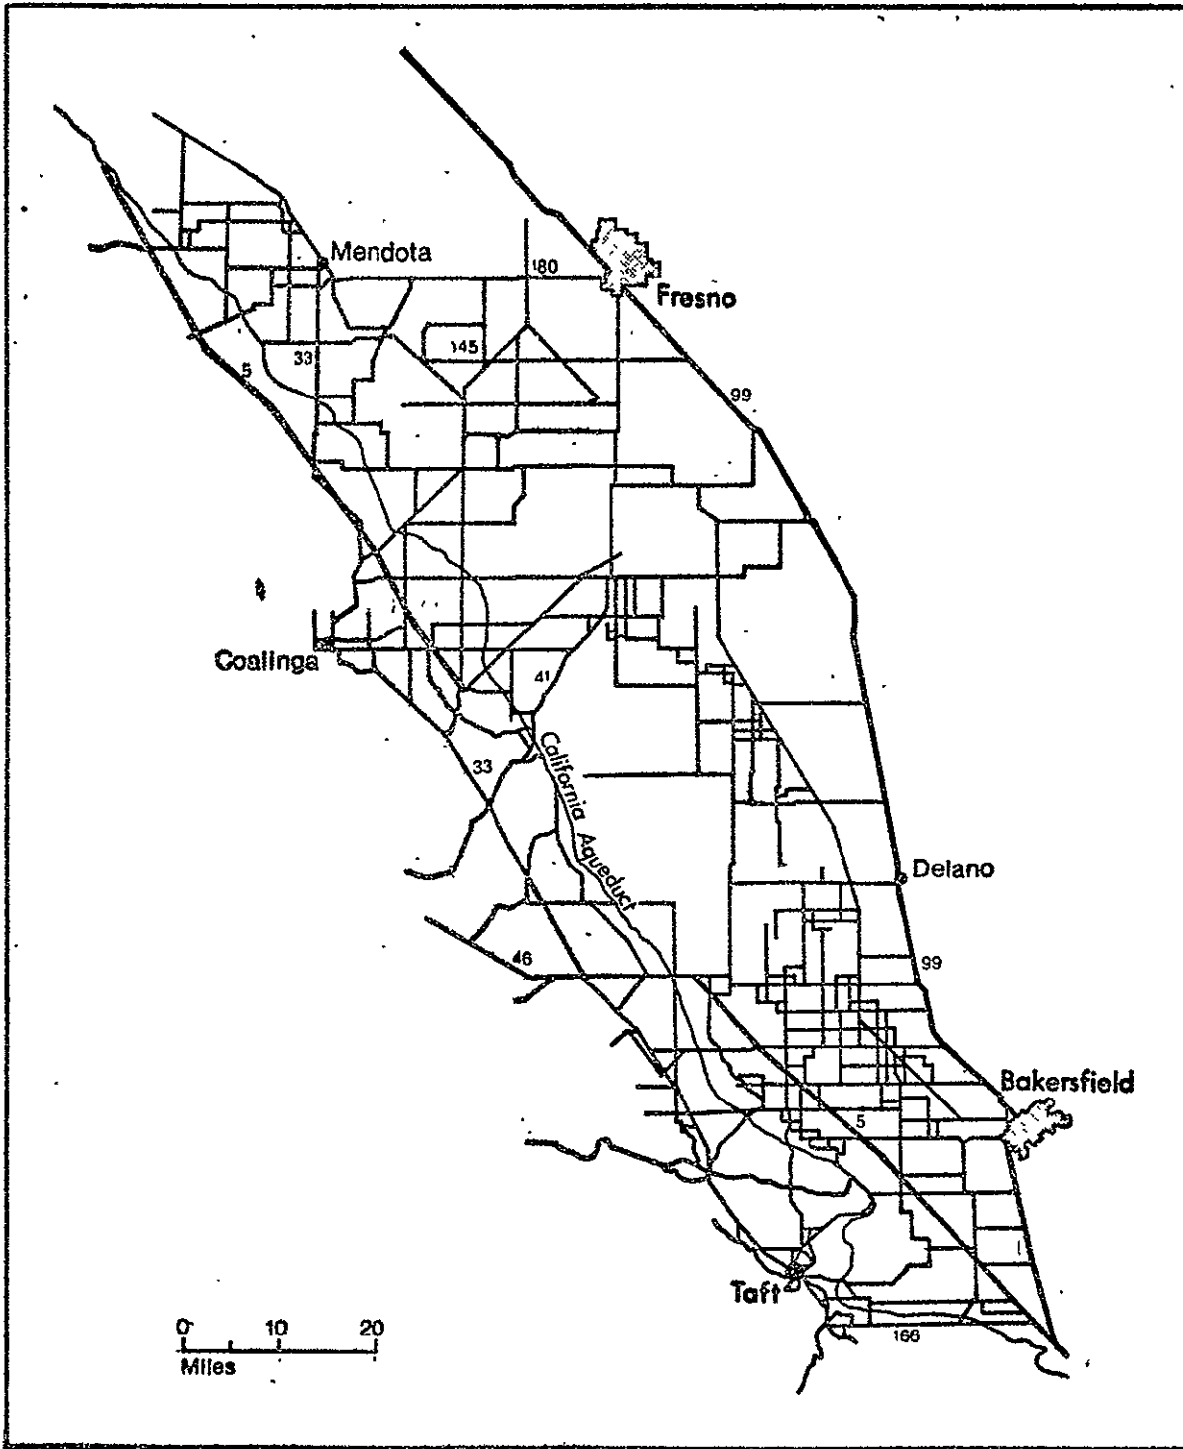 Mendota
180
Fresno
145
33
5
99
Coalinga
41
California Aqueduct
33
Delano
46
99
Bakersfield
5
Taft
166
0 10 20
Miles